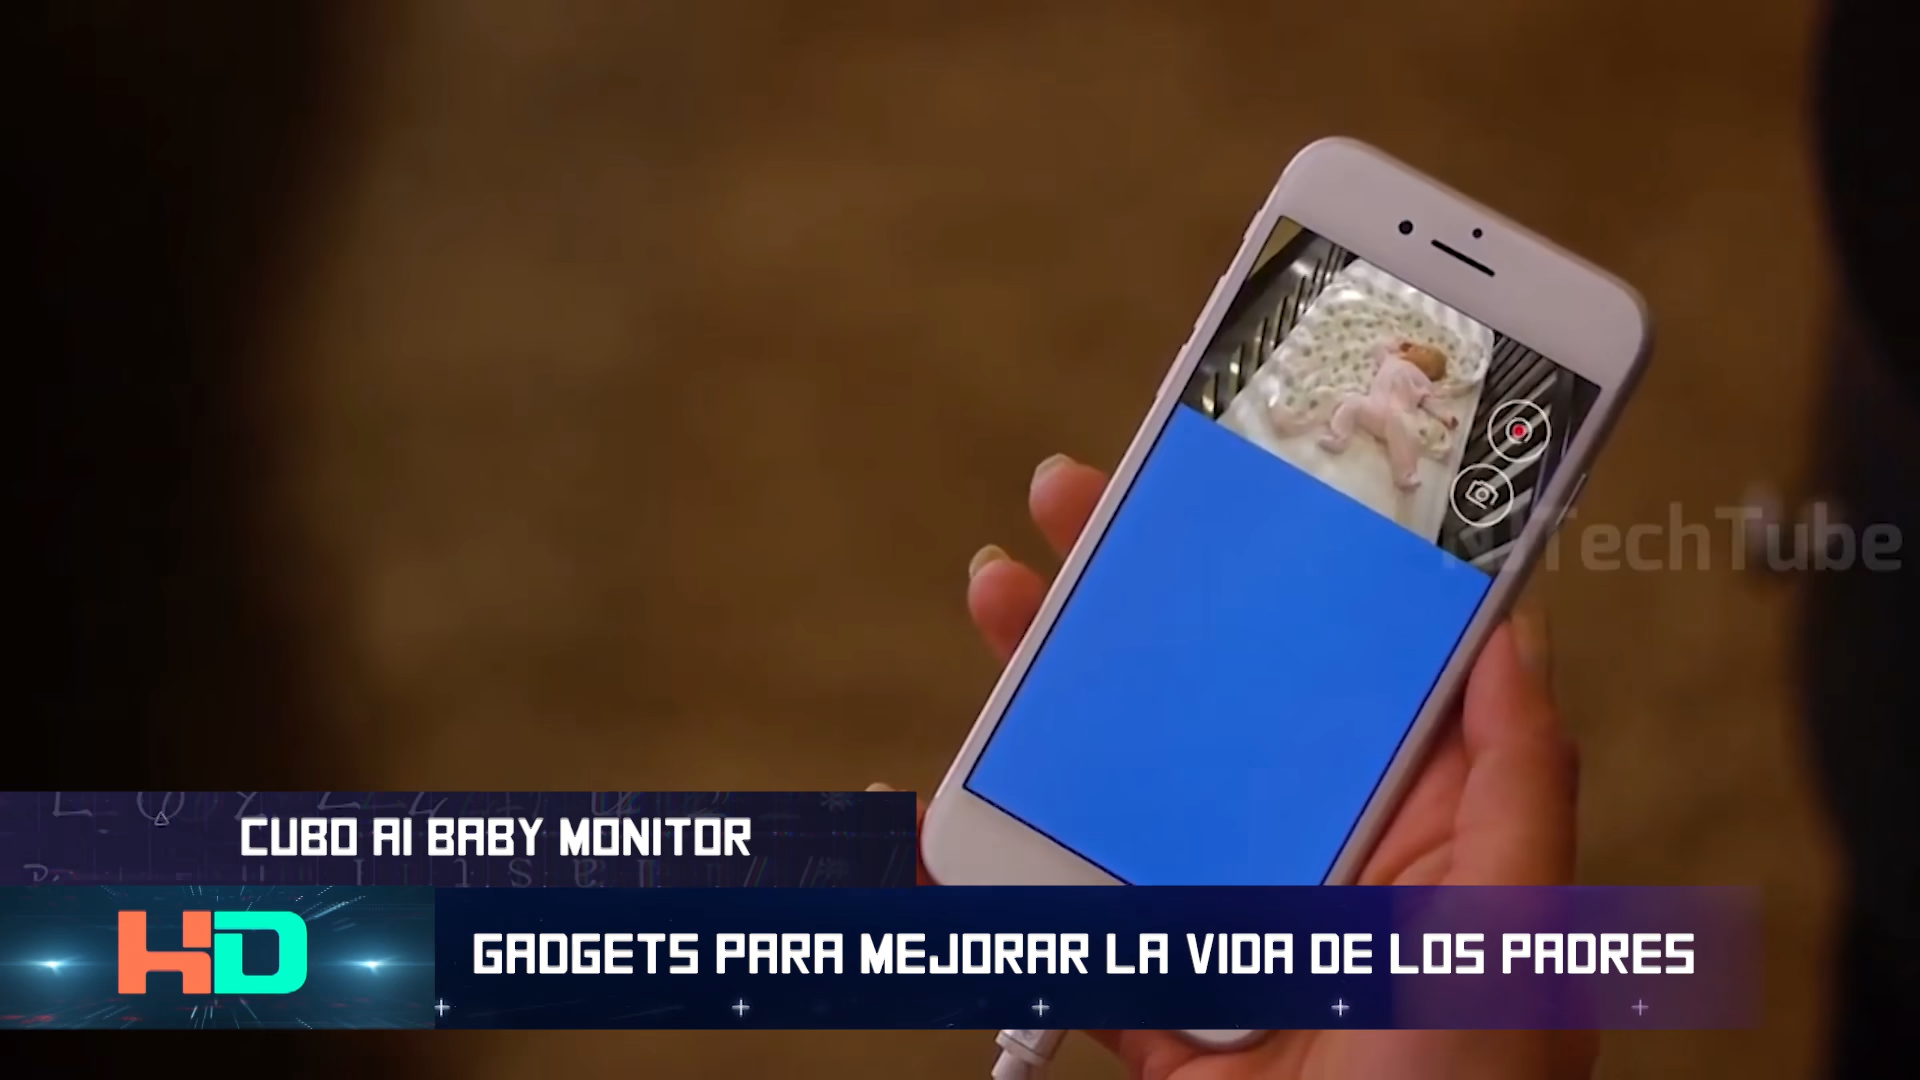 TechTube
CUBO AI BABY MONITOR
HD
GADGETS PARA MEJORAR LA VIDA DE LOS PADRES